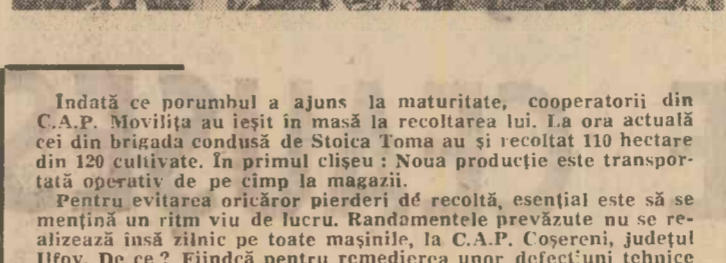 Îndată ce porumbul a ajuns la maturitate, cooperatorii din
C.A.P. Movilița au ieșit în masă la recoltarea lui. La ora actuală
cei din brigada condusă de Stoica Toma au și recoltat 110 hectare
din 120 cultivate. În primul clișeu : Noua producție este transpor-
tată operativ de pe cîmp la magazii.
Pentru evitarea oricăror pierderi de recoltă, esențial este să se
mențină un ritm viu de lucru. Randamentele prevăzute nu se re-
alizează însă zilnic pe toate mașinile, la C.A.P. Coșereni, județul
Ilfov. De ce ? Fiindcă pentru remedierea unor defecțiuni tehnice